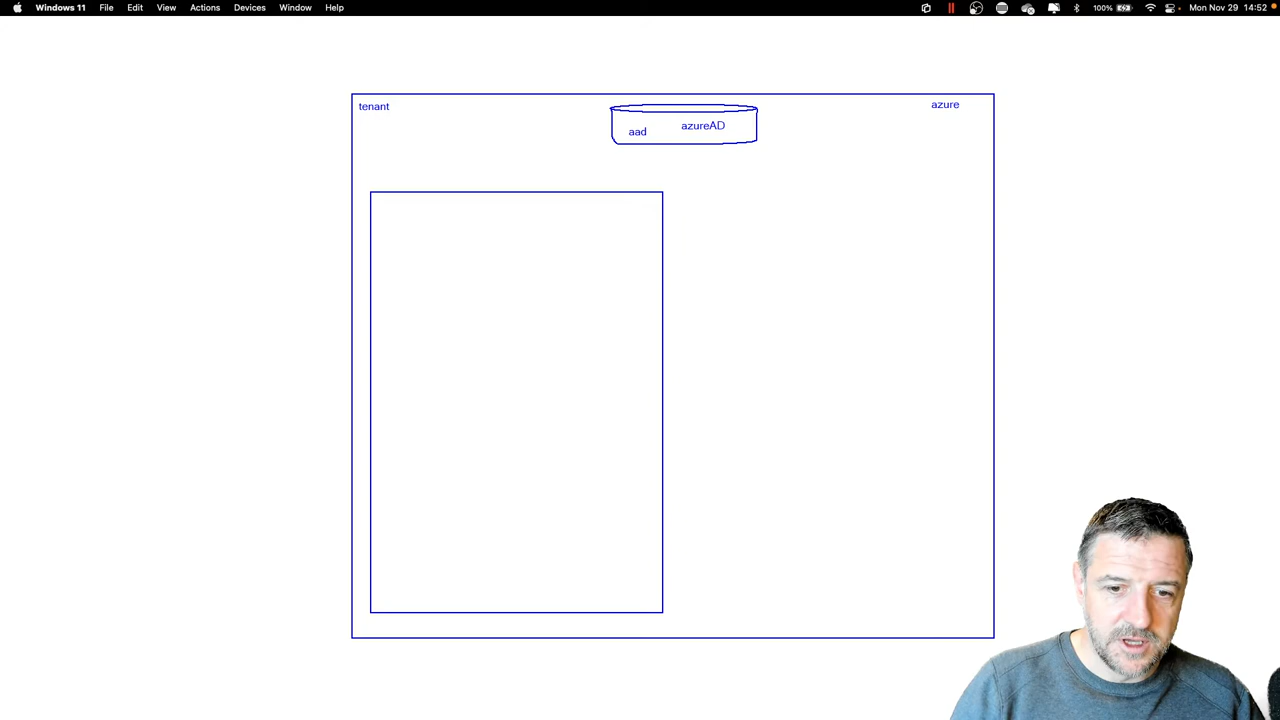 Windows 11 File Edit View Actions Devices Window Help 100% Mon Nov 29 14:52
tenant
azure
azureAD
aad